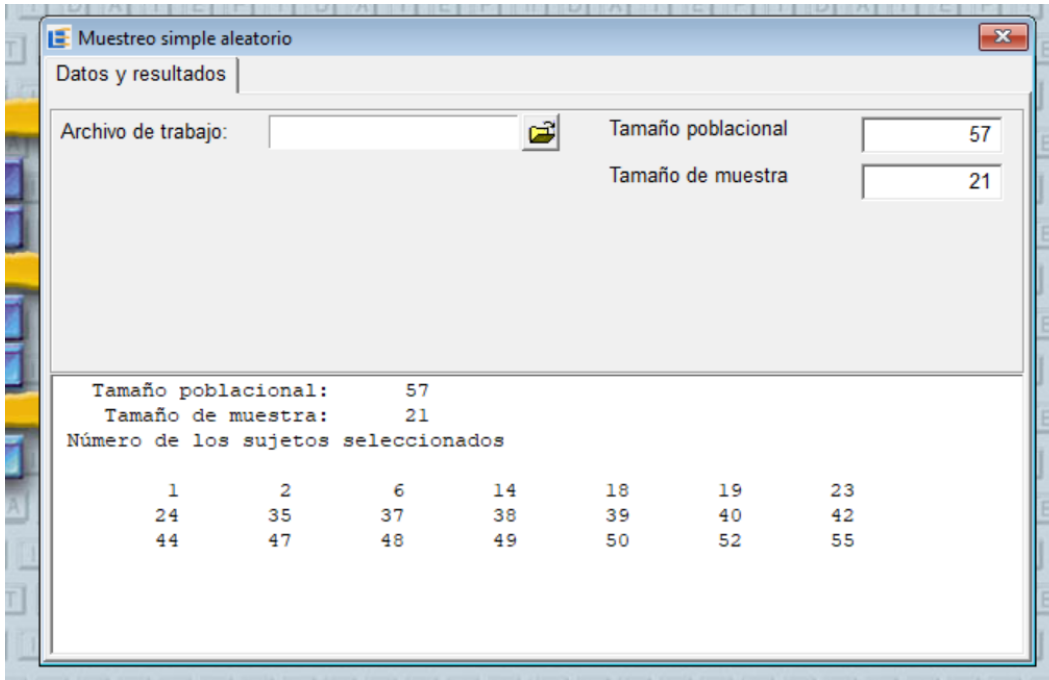 Muestreo simple aleatorio
Datos y resultados
Archivo de trabajo:
Tamaño poblacional 57
Tamaño de muestra 21
Tamaño poblacional: 57
Tamaño de muestra: 21
Número de los sujetos seleccionados
1 2 6 14 18 19 23
24 35 37 38 39 40 42
44 47 48 49 50 52 55